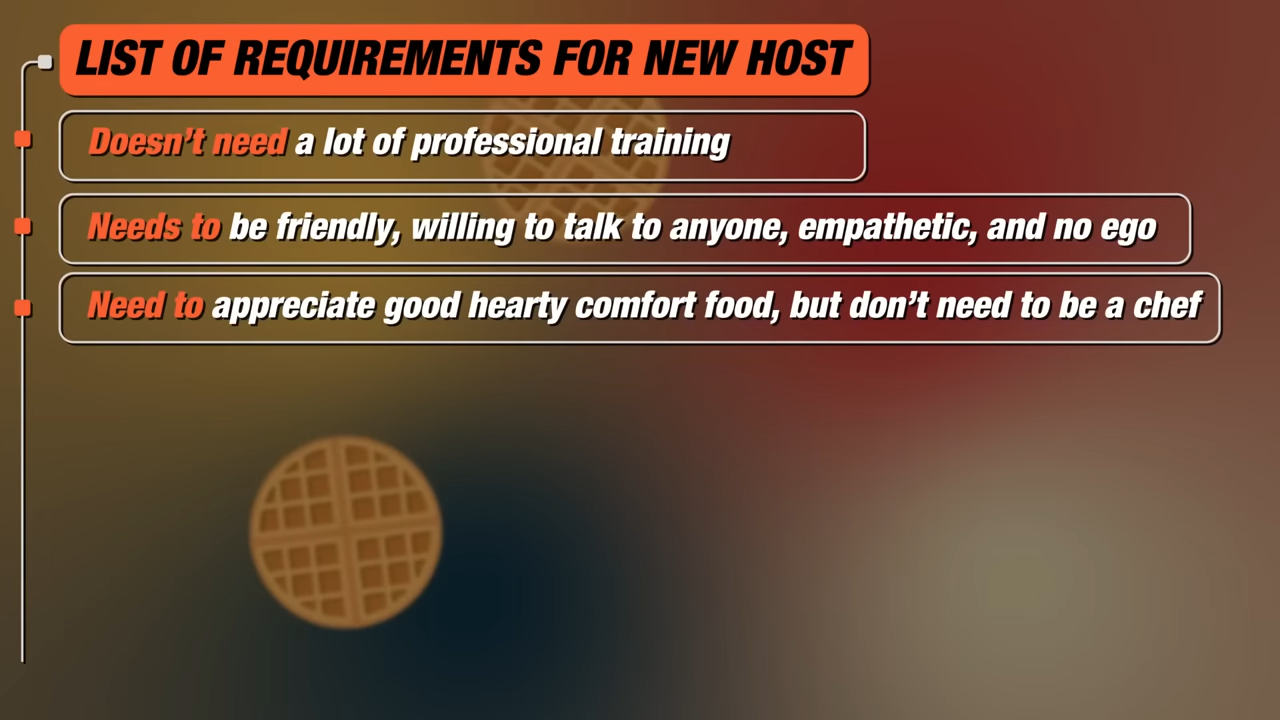 LIST OF REQUIREMENTS FOR NEW HOST
Doesn't need a lot of professional training
Needs to be friendly, willing to talk to anyone, empathetic, and no ego
Need to appreciate good hearty comfort food, but don't need to be a chef